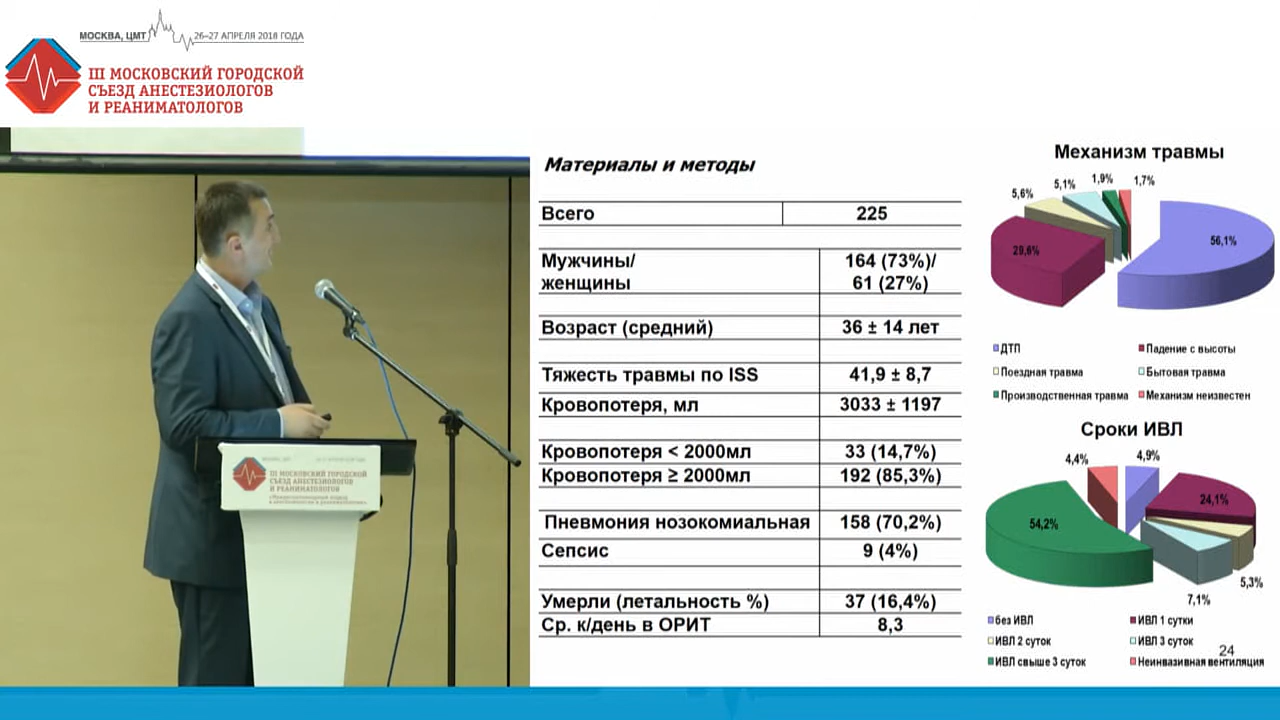 МОСКВА, ЦМТ 26–27 АПРЕЛЯ 2018 ГОДА
III МОСКОВСКИЙ ГОРОДСКОЙ
СЪЕЗД АНЕСТЕЗИОЛОГОВ
И РЕАНИМАТОЛОГОВ
III МОСКОВСКИЙ ГОРОДСКОЙ
СЪЕЗД АНЕСТЕЗИОЛОГОВ
И РЕАНИМАТОЛОГОВ
Материалы и методы
Всего 225
Мужчины/ 164 (73%)/
женщины 61 (27%)
Возраст (средний) 36 ± 14 лет
Тяжесть травмы по ISS 41,9 ± 8,7
Кровопотеря, мл 3033 ± 1197
Кровопотеря < 2000мл 33 (14,7%)
Кровопотеря ≥ 2000мл 192 (85,3%)
Пневмония нозокомиальная 158 (70,2%)
Сепсис 9 (4%)
Умерли (летальность %) 37 (16,4%)
Ср. к/день в ОРИТ 8,3
Механизм травмы
5,6% 5,1% 1,9% 1,7%
29,6% 56,1%
ДТП Падение с высоты
Поездная травма Бытовая травма
Производственная травма Механизм неизвестен
Сроки ИВЛ
4,4% 4,9%
24,1%
54,2%
5,3%
7,1%
без ИВЛ ИВЛ 1 сутки
ИВЛ 2 суток ИВЛ 3 суток
24
ИВЛ свыше 3 суток Неинвазивная вентиляция